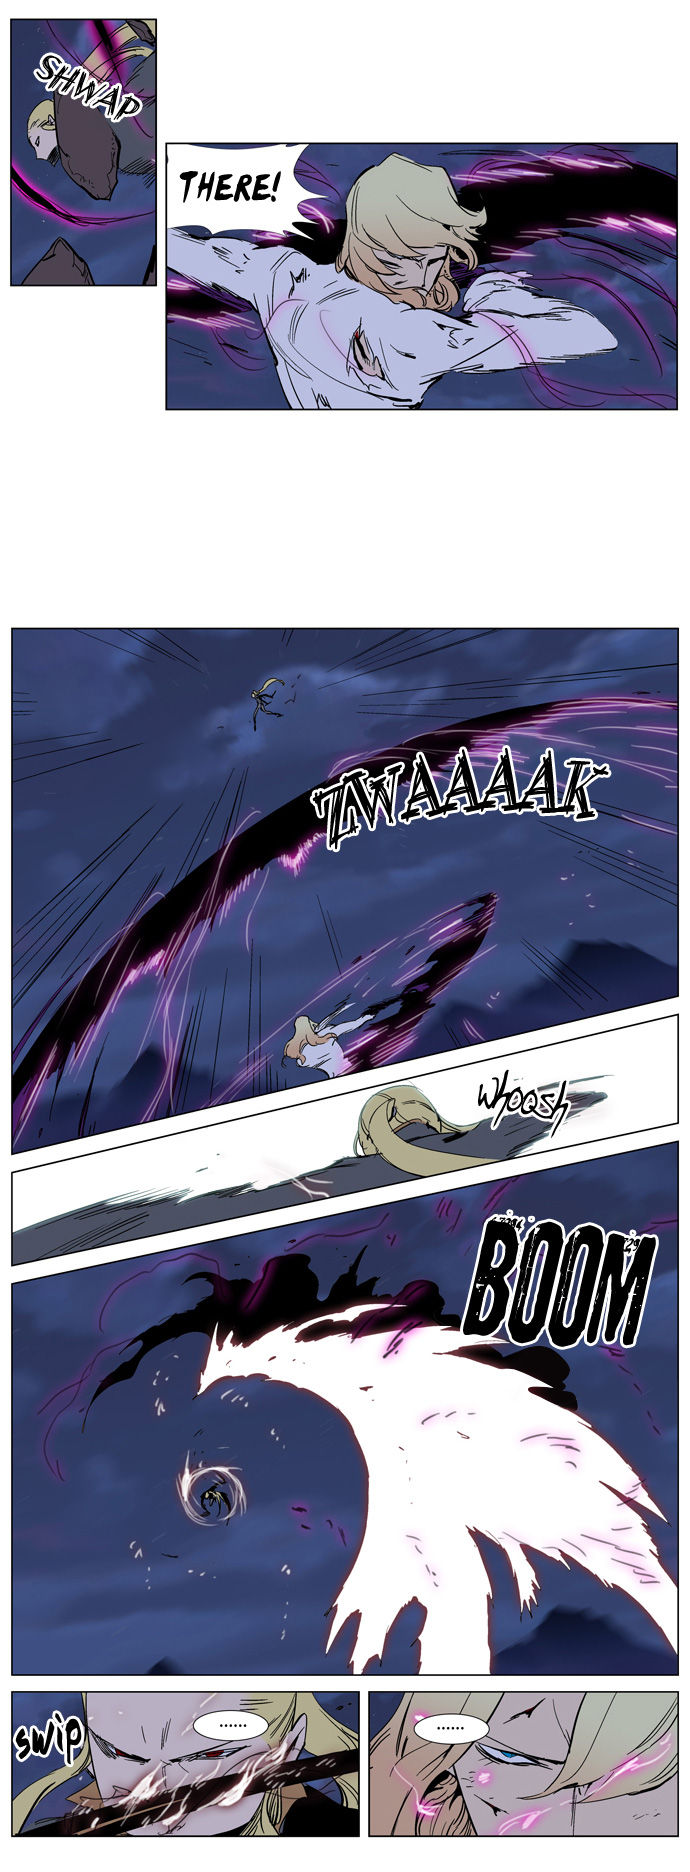 SHWAP
THERE!
ZWAAAAK
WHOOSH
BOOM
swip
......
......